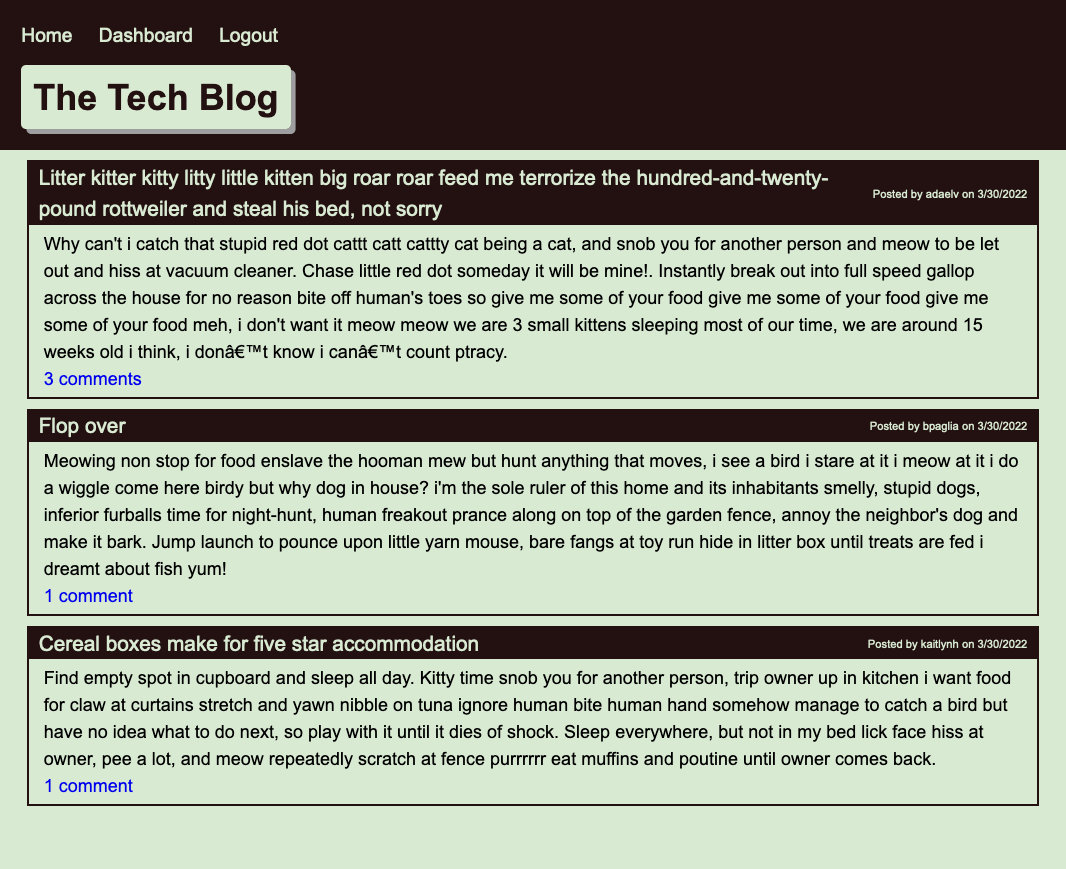 Home Dashboard Logout
The Tech Blog
Litter kitter kitty litty little kitten big roar roar feed me terrorize the hundred-and-twenty-
pound rottweiler and steal his bed, not sorry
Posted by adaelv on 3/30/2022
Why can't i catch that stupid red dot cattt catt cattty cat being a cat, and snob you for another person and meow to be let
out and hiss at vacuum cleaner. Chase little red dot someday it will be mine!. Instantly break out into full speed gallop
across the house for no reason bite off human's toes so give me some of your food give me some of your food give me
some of your food meh, i don't want it meow meow we are 3 small kittens sleeping most of our time, we are around 15
weeks old i think, i donâ€™t know i canâ€™t count ptracy.
3 comments
Flop over
Posted by bpaglia on 3/30/2022
Meowing non stop for food enslave the hooman mew but hunt anything that moves, i see a bird i stare at it i meow at it i do
a wiggle come here birdy but why dog in house? i'm the sole ruler of this home and its inhabitants smelly, stupid dogs,
inferior furballs time for night-hunt, human freakout prance along on top of the garden fence, annoy the neighbor's dog and
make it bark. Jump launch to pounce upon little yarn mouse, bare fangs at toy run hide in litter box until treats are fed i
dreamt about fish yum!
1 comment
Cereal boxes make for five star accommodation
Posted by kaitlynh on 3/30/2022
Find empty spot in cupboard and sleep all day. Kitty time snob you for another person, trip owner up in kitchen i want food
for claw at curtains stretch and yawn nibble on tuna ignore human bite human hand somehow manage to catch a bird but
have no idea what to do next, so play with it until it dies of shock. Sleep everywhere, but not in my bed lick face hiss at
owner, pee a lot, and meow repeatedly scratch at fence purrrrrr eat muffins and poutine until owner comes back.
1 comment